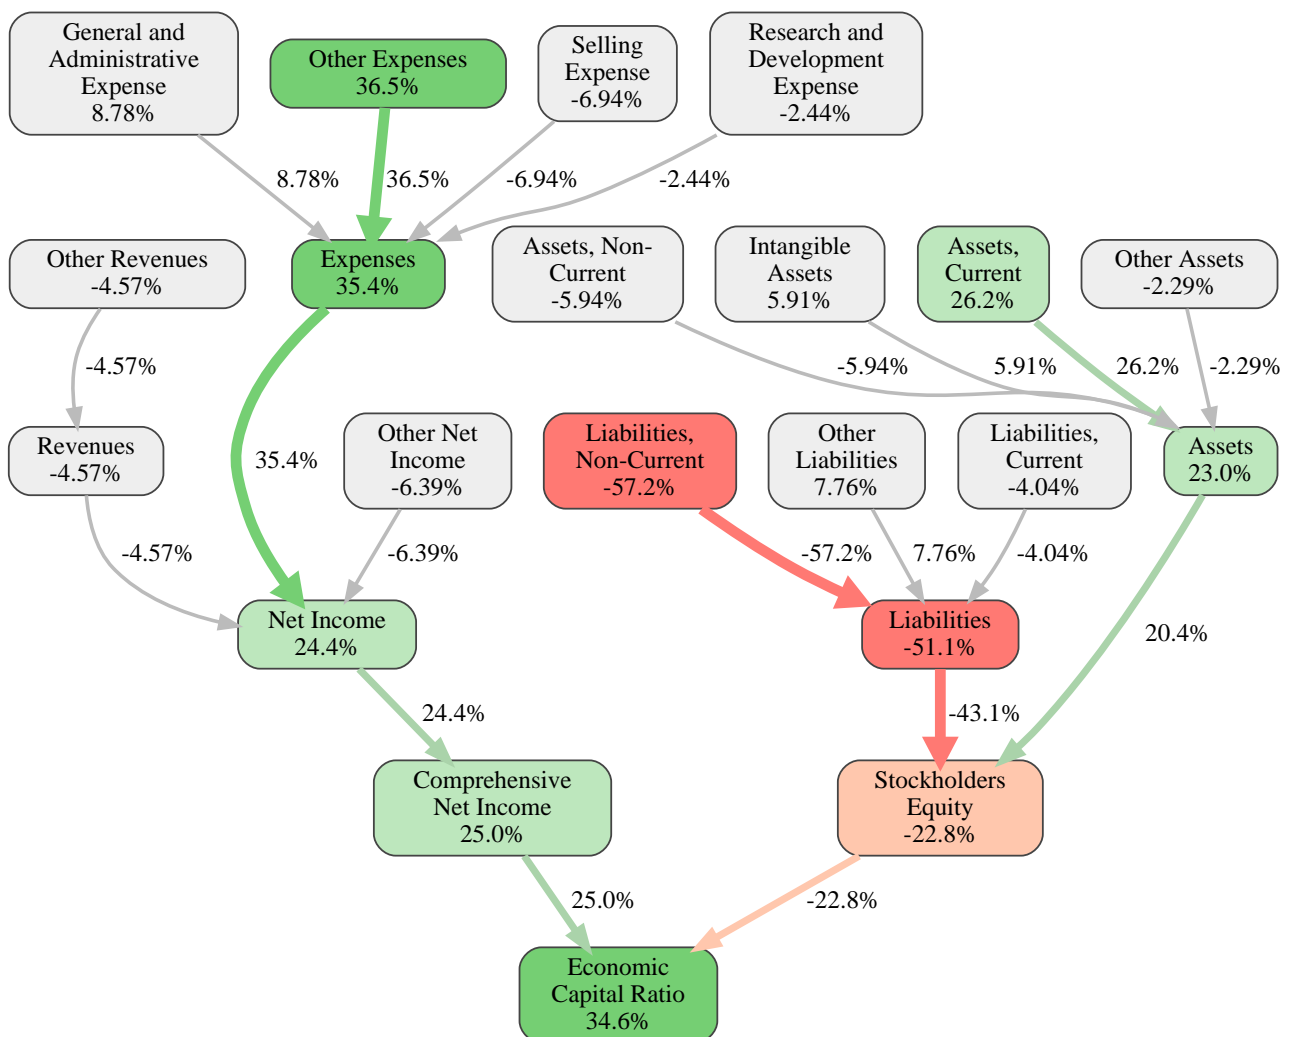 General and
Administrative
Expense
8.78%
Other Expenses
36.5%
Selling
Expense
-6.94%
Research and
Development
Expense
-2.44%
8.78%
36.5%
-6.94%
-2.44%
Other Revenues
-4.57%
Expenses
35.4%
Assets, Non-
Current
-5.94%
Intangible
Assets
5.91%
Assets,
Current
26.2%
Other Assets
-2.29%
-4.57%
-5.94%
5.91%
26.2%
-2.29%
Revenues
-4.57%
35.4%
Other Net
Income
-6.39%
Liabilities,
Non-Current
-57.2%
Other
Liabilities
7.76%
Liabilities,
Current
-4.04%
Assets
23.0%
-4.57%
-6.39%
-57.2%
7.76%
-4.04%
Net Income
24.4%
Liabilities
-51.1%
20.4%
24.4%
-43.1%
Comprehensive
Net Income
25.0%
Stockholders
Equity
-22.8%
25.0%
-22.8%
Economic
Capital Ratio
34.6%